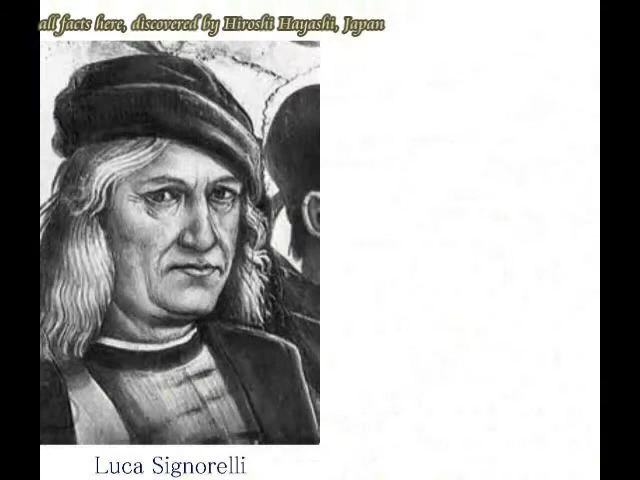 all facts here, discovered by Hiroshi Hayashi, Japan
Luca Signorelli